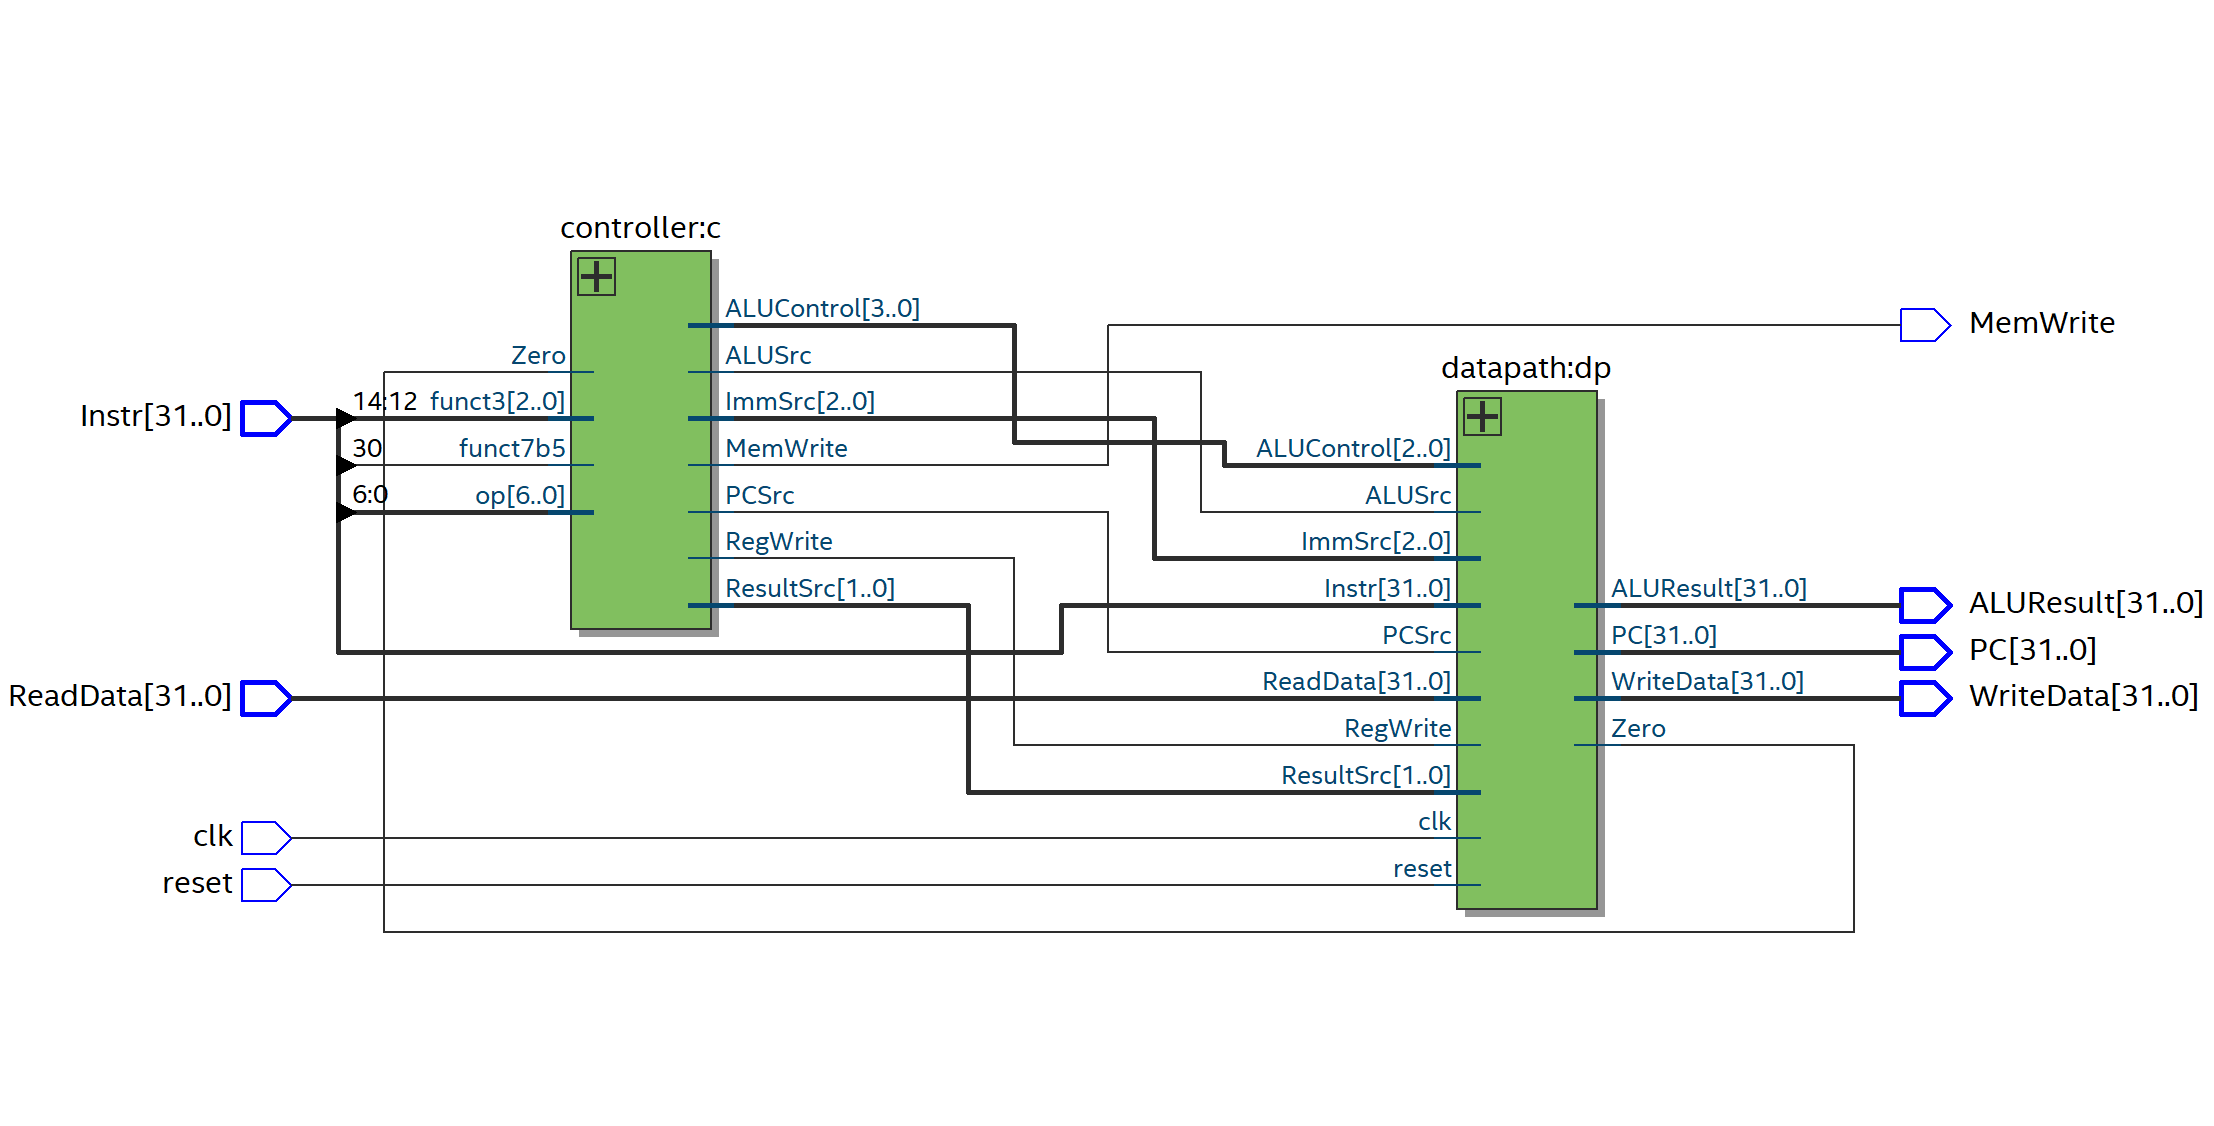 controller:c
ALUControl[3..0]
MemWrite
Zero
ALUSrc
datapath:dp
Instr[31..0]
14:12
funct3[2..0]
ImmSrc[2..0]
30
funct7b5
MemWrite
ALUControl[2..0]
6:0
op[6..0]
PCSrc
ALUSrc
RegWrite
ImmSrc[2..0]
ResultSrc[1..0]
Instr[31..0]
ALUResult[31..0]
ALUResult[31..0]
PCSrc
PC[31..0]
PC[31..0]
ReadData[31..0]
ReadData[31..0]
WriteData[31..0]
WriteData[31..0]
RegWrite
Zero
ResultSrc[1..0]
clk
clk
reset
reset